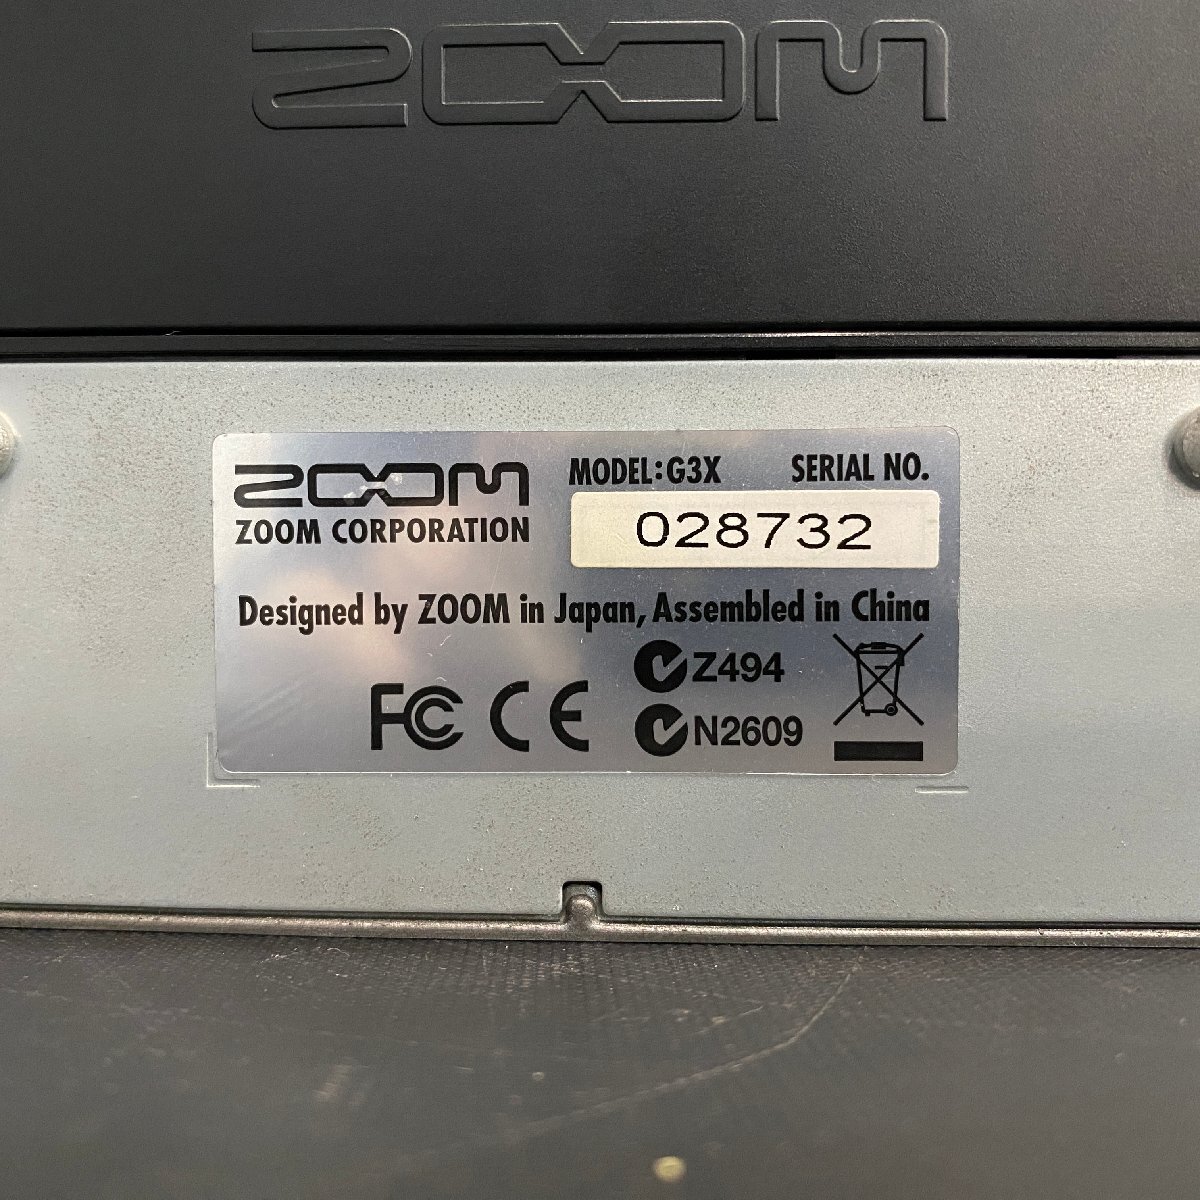 ZOOM
ZOOM MODEL:G3X SERIAL NO.
ZOOM CORPORATION 028732
Designed by ZOOM in Japan, Assembled in China
Z494
FC CE N2609